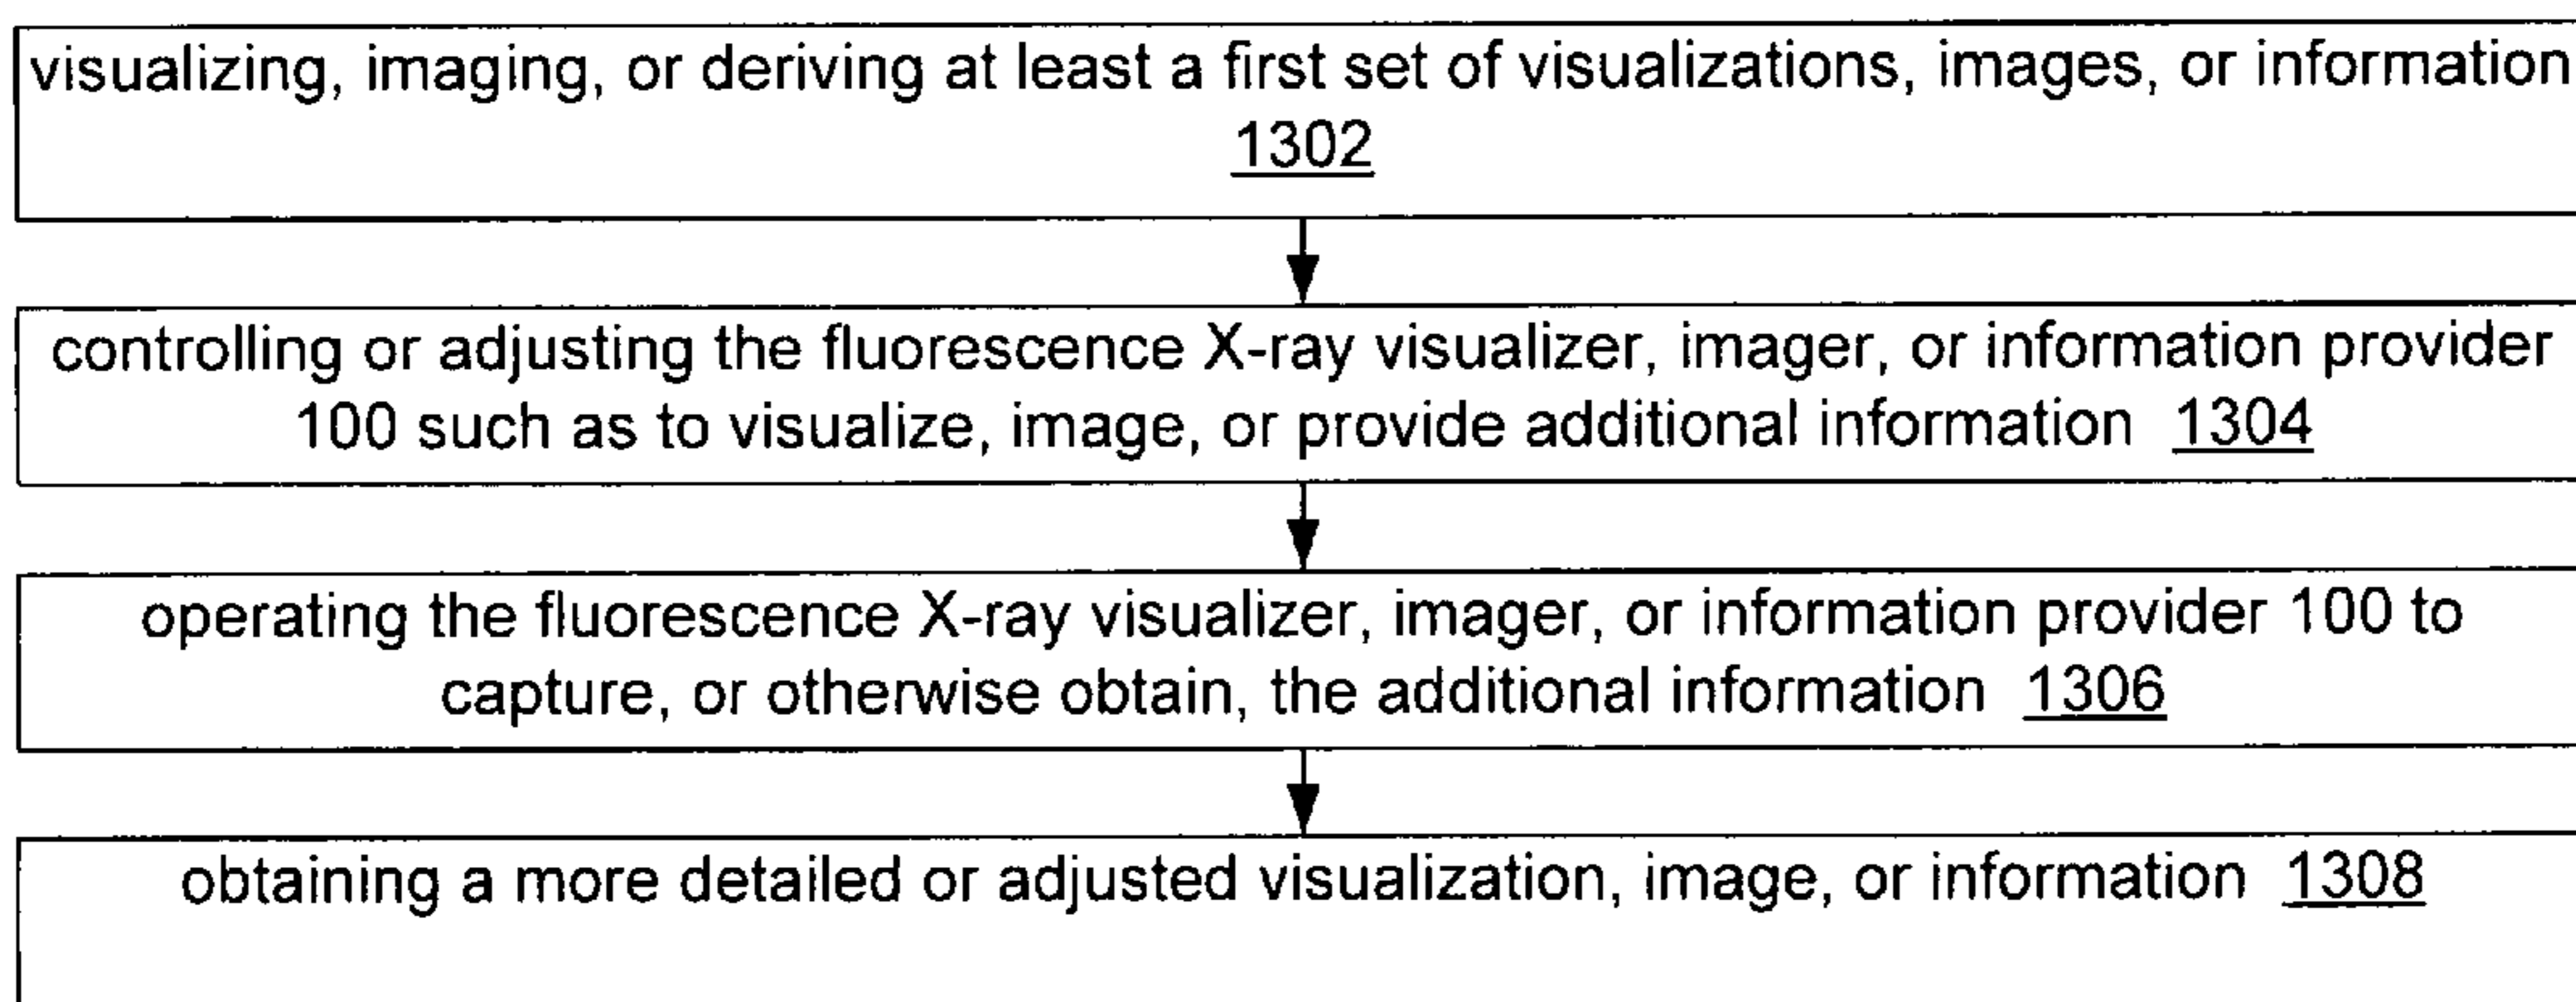 visualizing, imaging, or deriving at least a first set of visualizations, images, or information
1302
controlling or adjusting the fluorescence X-ray visualizer, imager, or information provider
100 such as to visualize, image, or provide additional information 1304
operating the fluorescence X-ray visualizer, imager, or information provider 100 to
capture, or otherwise obtain, the additional information 1306
obtaining a more detailed or adjusted visualization, image, or information 1308